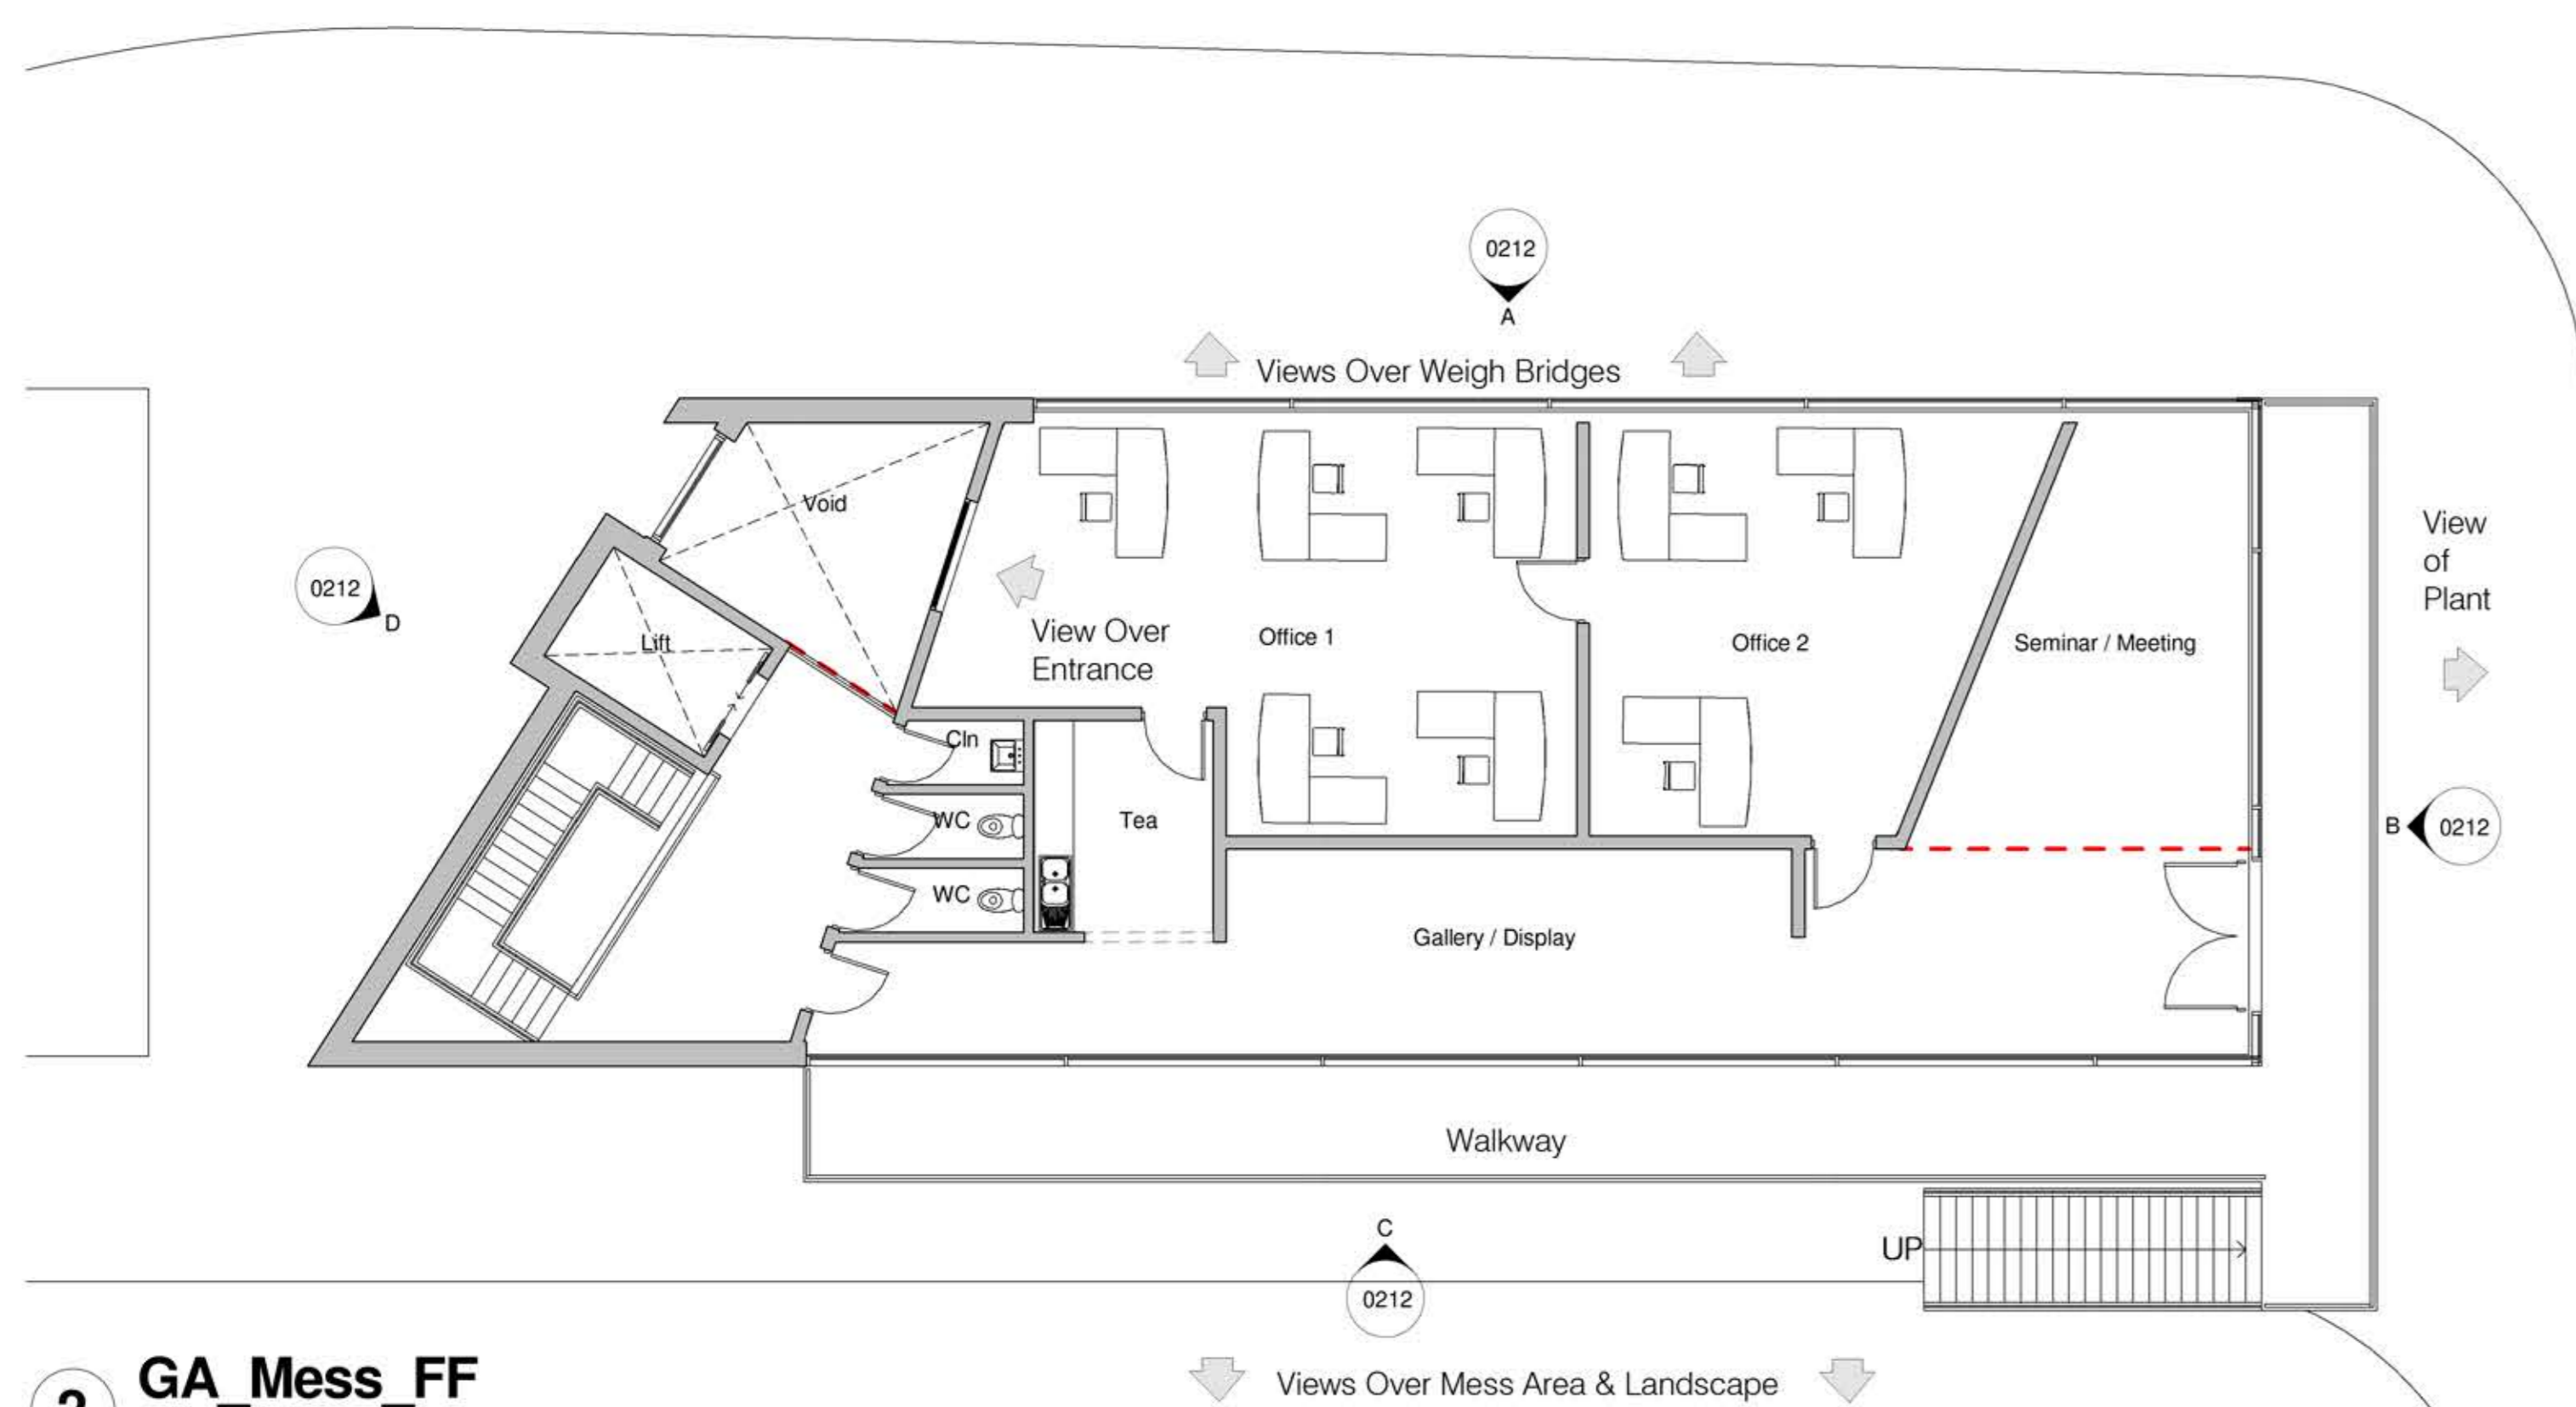 0212
A
Views Over Weigh Bridges
Void
View
of
Plant
0212
D
Lift
View Over
Entrance
Office 1
Office 2
Seminar / Meeting
Cln
WC
Tea
B
0212
WC
Gallery / Display
Walkway
C
UP
0212
GA_Mess_FF
Views Over Mess Area & Landscape